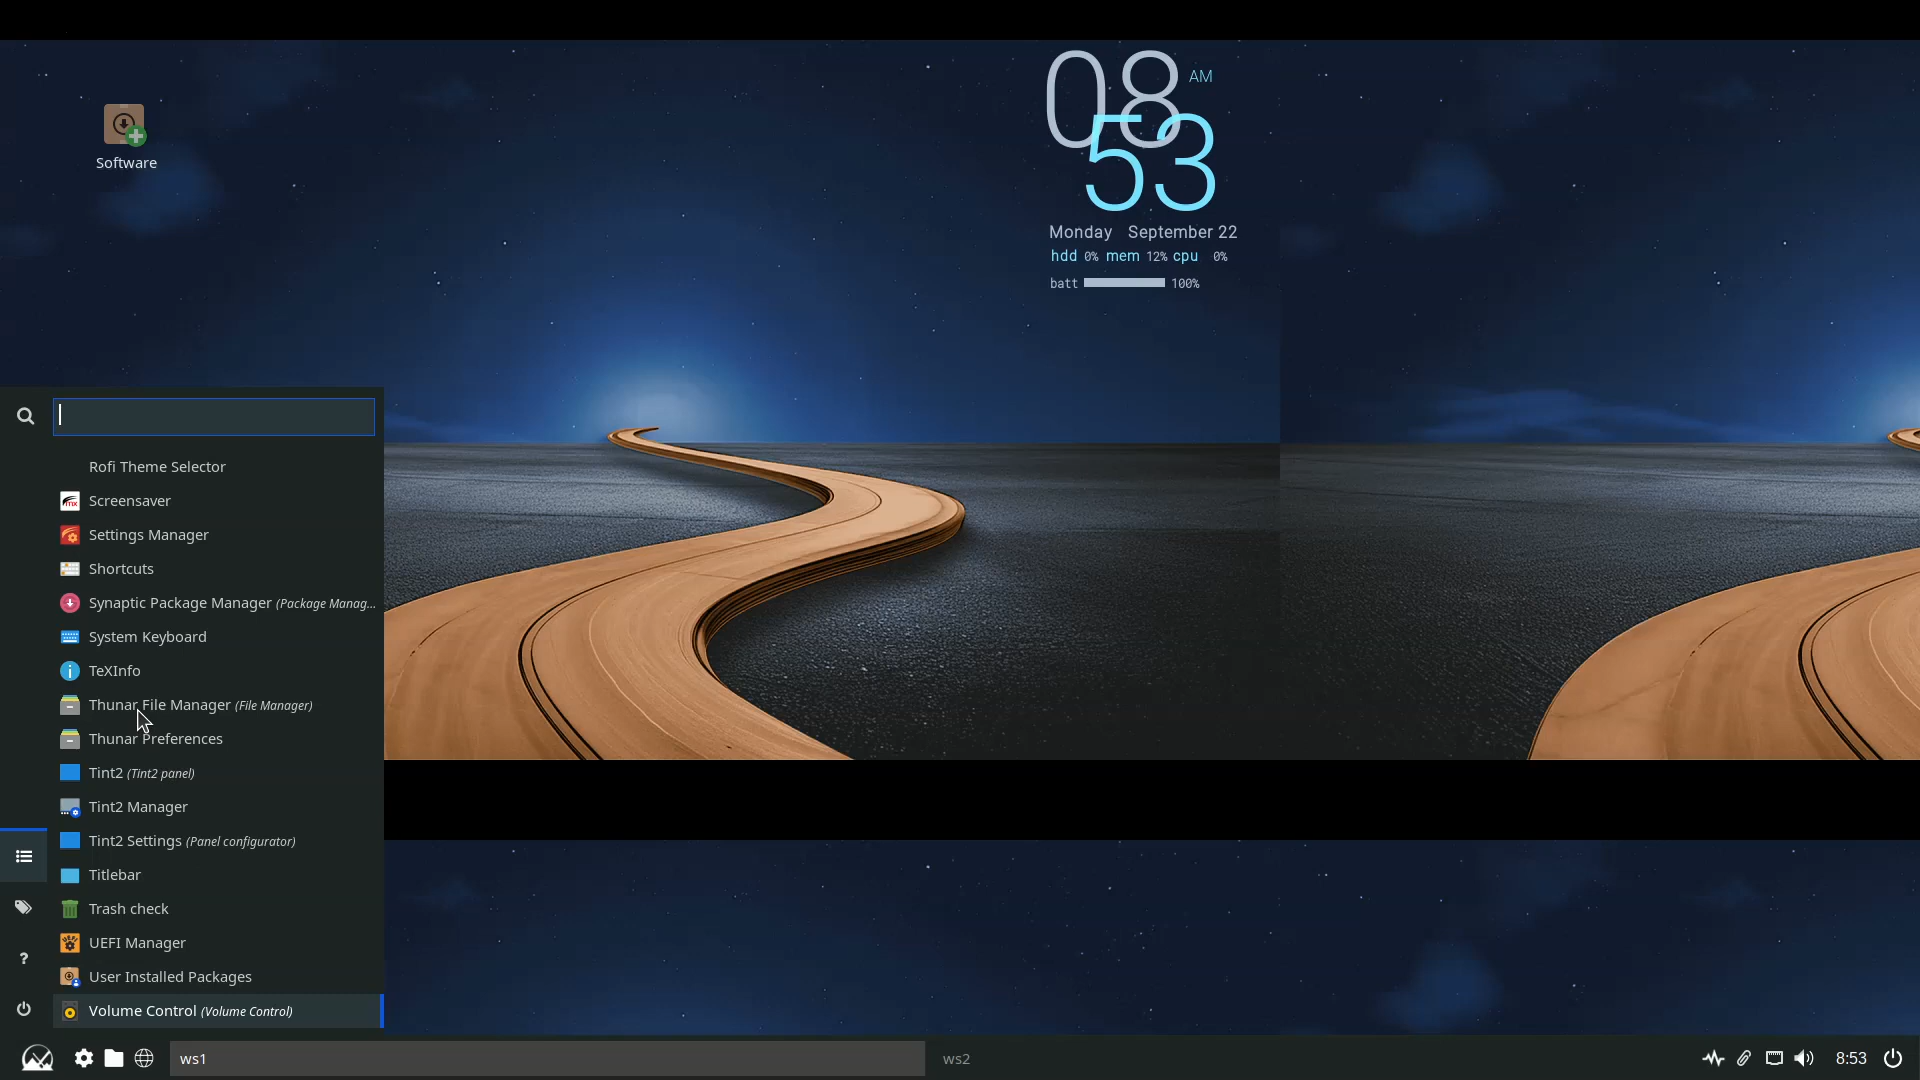 08 AM
53
Monday September 22
hdd 0% mem 12% cpu 0%
batt 100%
Software
Rofi Theme Selector
Screensaver
Settings Manager
Shortcuts
Synaptic Package Manager (Package Manag...
System Keyboard
TeXInfo
Thunar File Manager (File Manager)
Thunar Preferences
Tint2 (Tint2 panel)
Tint2 Manager
Tint2 Settings (Panel configurator)
Titlebar
Trash check
UEFI Manager
User Installed Packages
Volume Control (Volume Control)
ws1 ws2 8:53